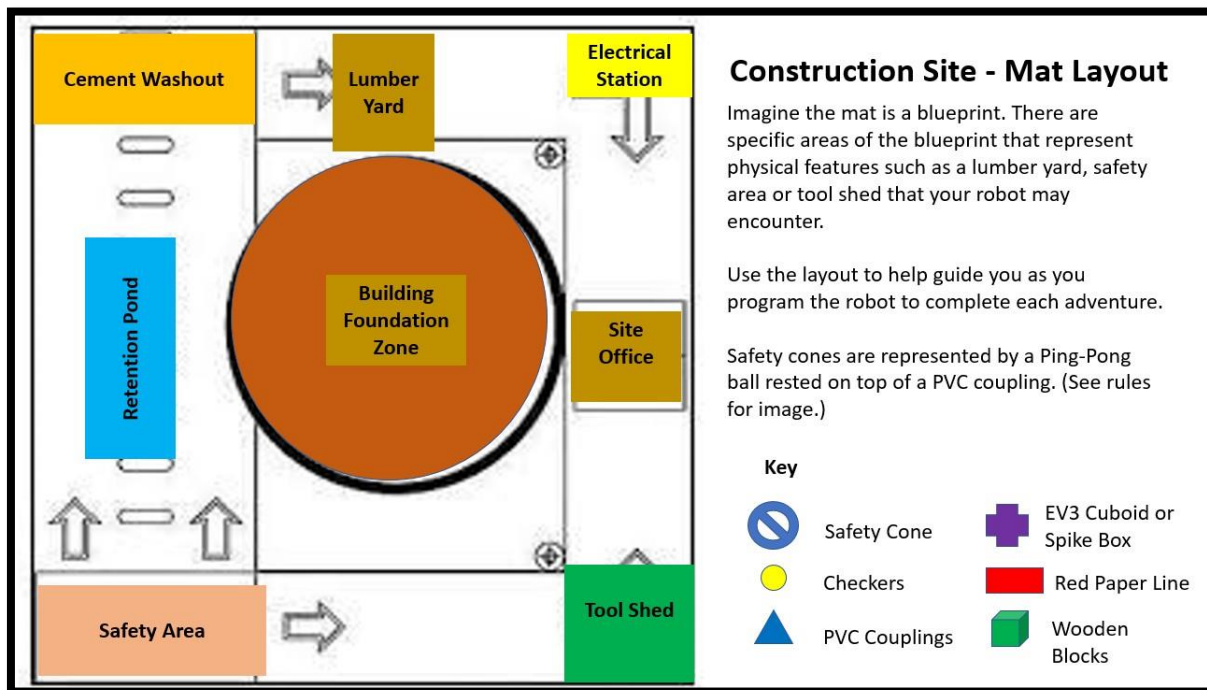 Cement Washout
Lumber
Yard
Electrical
Station
Retention Pond
Building
Foundation
Zone
Site
Office
Safety Area
Tool Shed
Construction Site - Mat Layout
Imagine the mat is a blueprint. There are
specific areas of the blueprint that represent
physical features such as a lumber yard, safety
area or tool shed that your robot may
encounter.
Use the layout to help guide you as you
program the robot to complete each adventure.
Safety cones are represented by a Ping-Pong
ball rested on top of a PVC coupling. (See rules
for image.)
Key
Safety Cone
EV3 Cuboid or
Spike Box
Checkers
Red Paper Line
PVC Couplings
Wooden
Blocks